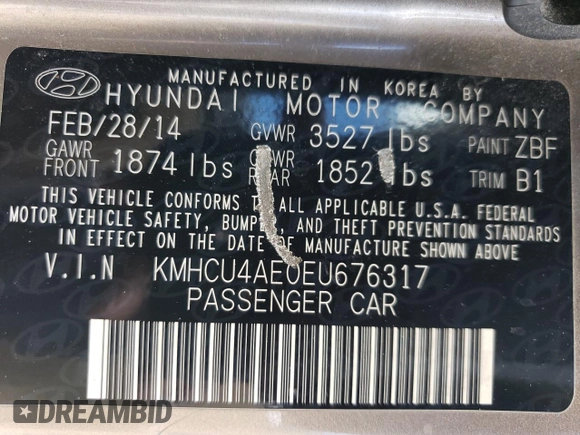 MANUFACTURED IN KOREA BY
HYUNDAI MOTOR COMPANY
FEB/28/14 GVWR 3527 lbs PAINT ZBF
GAWR FRONT 1874 lbs GAWR REAR 1852 lbs TRIM B1
THIS VEHICLE CONFORMS TO ALL APPLICABLE U.S.A. FEDERAL
MOTOR VEHICLE SAFETY, BUMPER, AND THEFT PREVENTION STANDARDS
IN EFFECT ON THE DATE OF MANUFACTURE SHOWN ABOVE
V.I.N KMHCU4AE0EU676317
PASSENGER CAR
DREAMBID